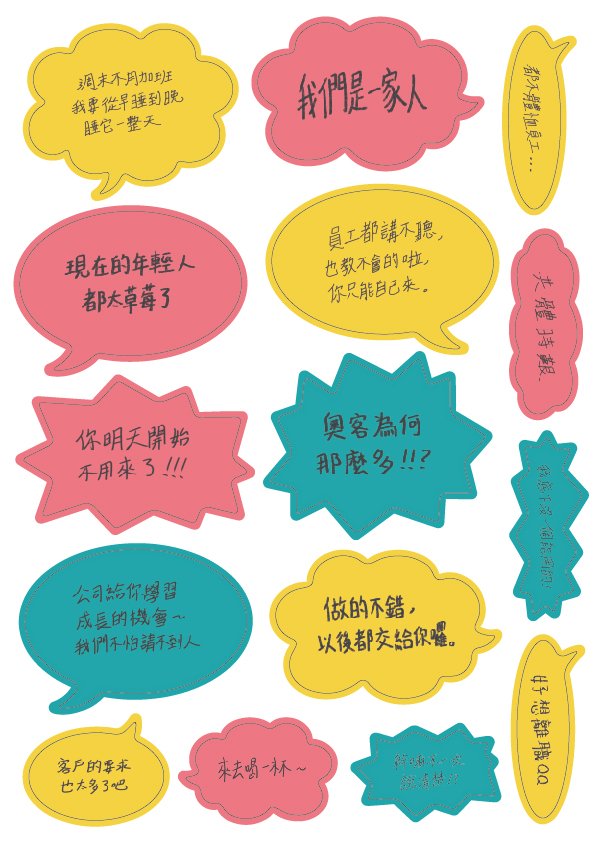 週末不用加班
我要從早睡到晚
睡它一整天
我們是一家人
都不體恤員工...
現在的年輕人
都太草莓了
員工都講不聽,
也教不會的啦,
你只能自己來。
共體時艱
你明天開始
不用來了!!!
奧客為何
那麼多!!?
公司給你學習
成長的機會~
我們不怕請不到人
做的不錯,
以後都交給你囉。
好想離職QQ
客戶的要求
也太多了吧
來去喝一杯~